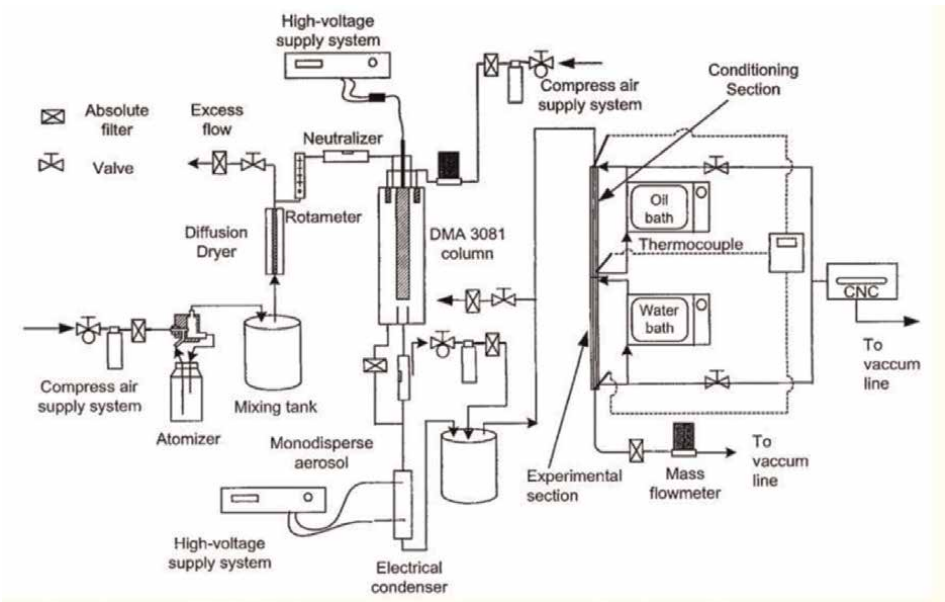 High-voltage
supply system
Compress air
supply system
Conditioning
Section
Absolute
filter
Valve
Excess
flow
Neutralizer
Rotameter
Diffusion
Dryer
DMA 3081
column
Oil
bath
Thermocouple
Water
bath
CNC
To
vaccum
line
Compress air
supply system
Atomizer
Mixing tank
Monodisperse
aerosol
High-voltage
supply system
Electrical
condenser
Experimental
section
Mass
flowmeter
To
vaccum
line